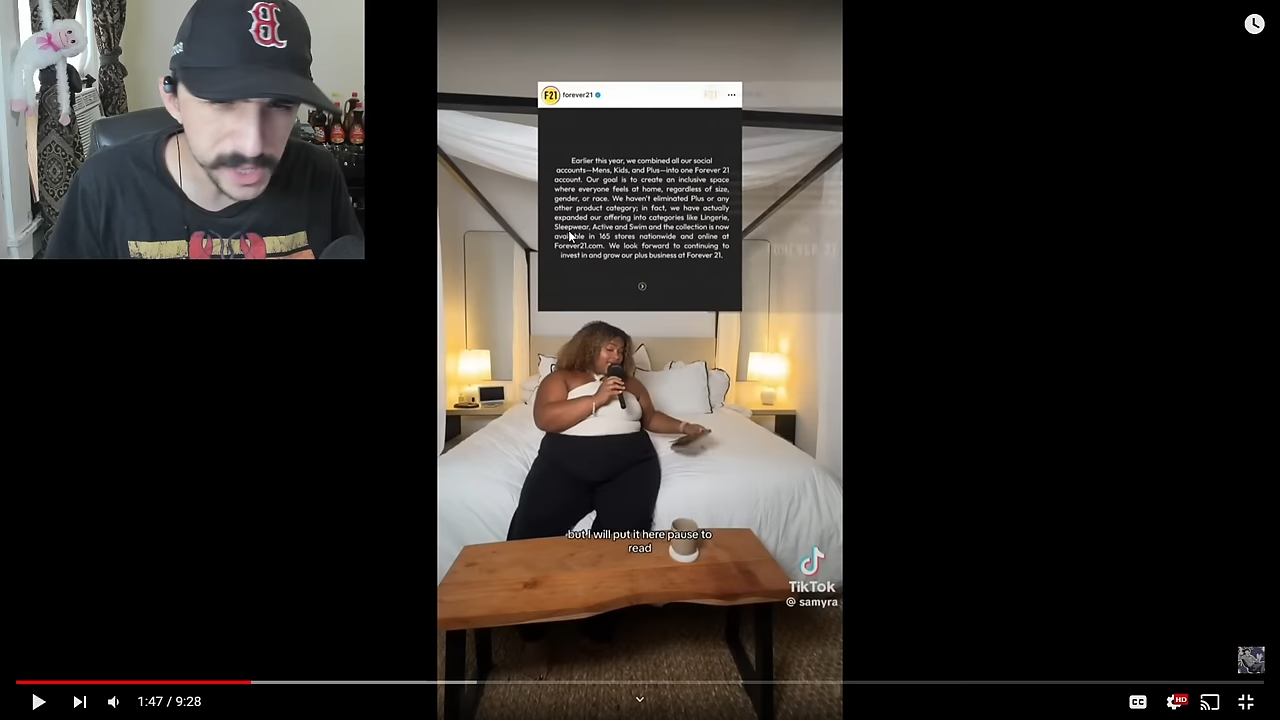 B
F21 forever21
Earlier this year, we combined all our social
accounts—Mens, Kids, and Plus—into one Forever 21
account. Our goal is to create an inclusive space
where everyone feels at home, regardless of size,
gender, or race. We haven't eliminated Plus or any
other product category; in fact, we have actually
expanded our offering into categories like Lingerie,
Sleepwear, Active and Swim and the collection is now
available in 165 stores nationwide and online at
Forever21.com. We look forward to continuing to
invest in and grow our plus business at Forever 21.
but I will put it here pause to
read
TikTok
@ samyra
1:47 / 9:28
CC
HD